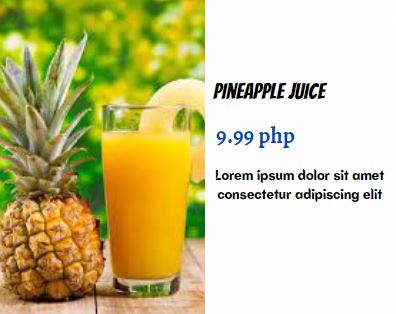 PINEAPPLE JUICE
9.99 php
Lorem ipsum dolor sit amet
consectetur adipiscing elit